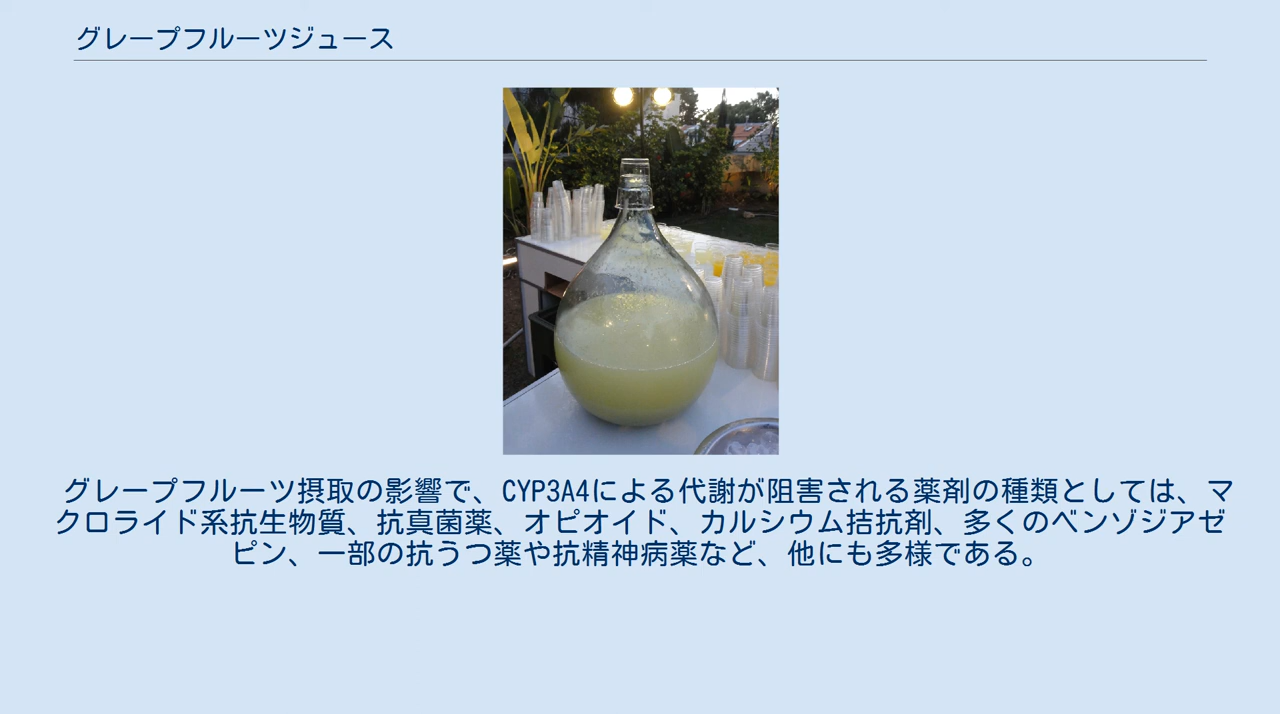 グレープフルーツジュース
グレープフルーツ摂取の影響で、CYP3A4による代謝が阻害される薬剤の種類としては、マ
クロライド系抗生物質、抗真菌薬、オピオイド、カルシウム拮抗剤、多くのベンゾジアゼ
ピン、一部の抗うつ薬や抗精神病薬など、他にも多様である。